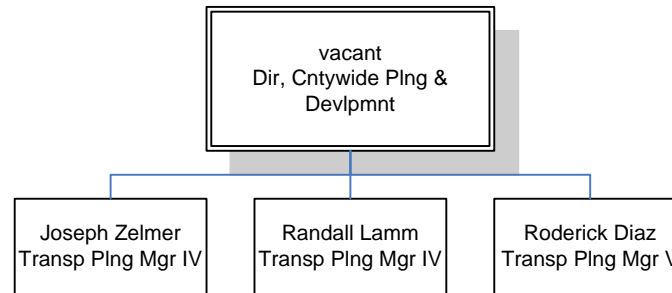 vacant
Dir, Cntywide Plng &
Devlpmnt
Joseph Zelmer
Transp Plng Mgr IV
Randall Lamm
Transp Plng Mgr IV
Roderick Diaz
Transp Plng Mgr V